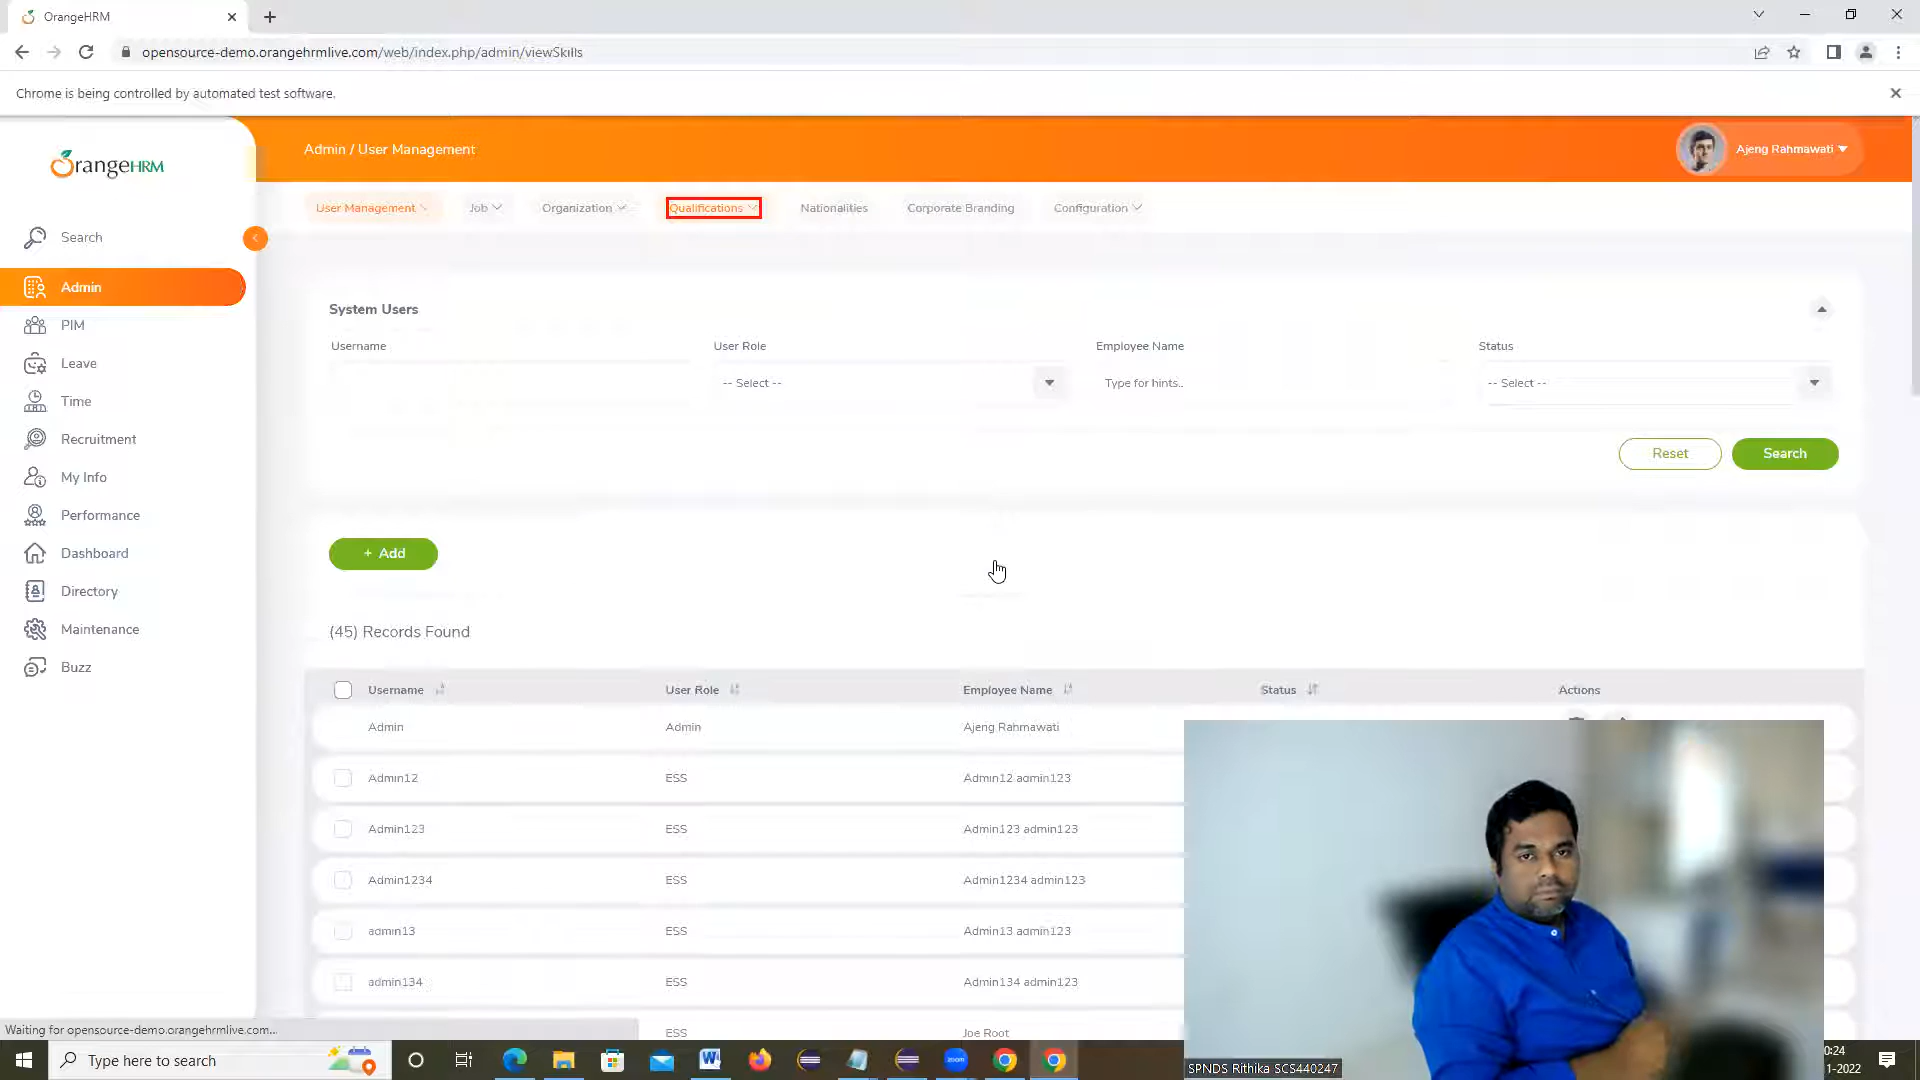 OrangeHRM
opensource-demo.orangehrmlive.com/web/index.php/admin/viewSkills
Chrome is being controlled by automated test software.
OrangeHRM
Admin / User Management
Ajeng Rahmawati
User Management
Job
Organization
Qualifications
Nationalities
Corporate Branding
Configuration
Search
Admin
PIM
Leave
Time
Recruitment
My Info
Performance
Dashboard
Directory
Maintenance
Buzz
System Users
Username
User Role
Employee Name
Status
-- Select --
Type for hints..
-- Select --
Reset
Search
+ Add
(45) Records Found
Username User Role Employee Name Status Actions
Admin Admin Ajeng Rahmawati
Admin12 ESS Admin12 admin123
Admin123 ESS Admin123 admin123
Admin1234 ESS Admin1234 admin123
admin13 ESS Admin13 admin123
admin134 ESS Admin134 admin123
ESS Joe Root
Waiting for opensource-demo.orangehrmlive.com...
Type here to search
zoom
SPNDS Rithika SCS440247
0:24
1-2022